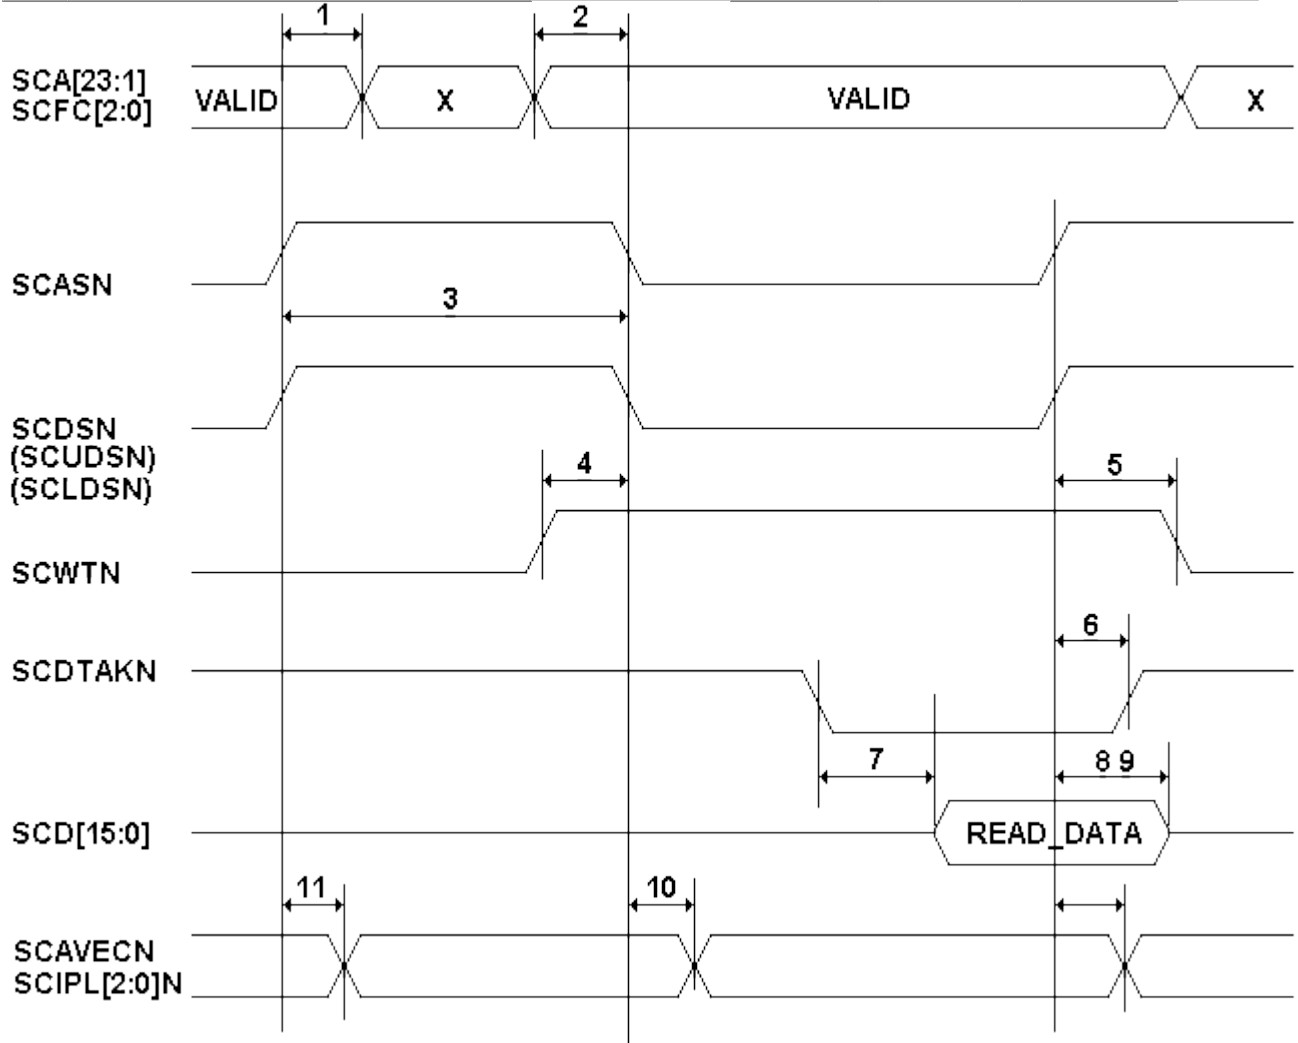 1
2
SCA[23:1]
SCFC[2:0]
VALID
X
VALID
X
SCASN
3
SCDSN
(SCUDSN)
(SCLDSN)
4
5
SCWTN
6
SCDTAKN
7
8 9
SCD[15:0]
READ_DATA
11
10
SCAVECN
SCIPL[2:0]N